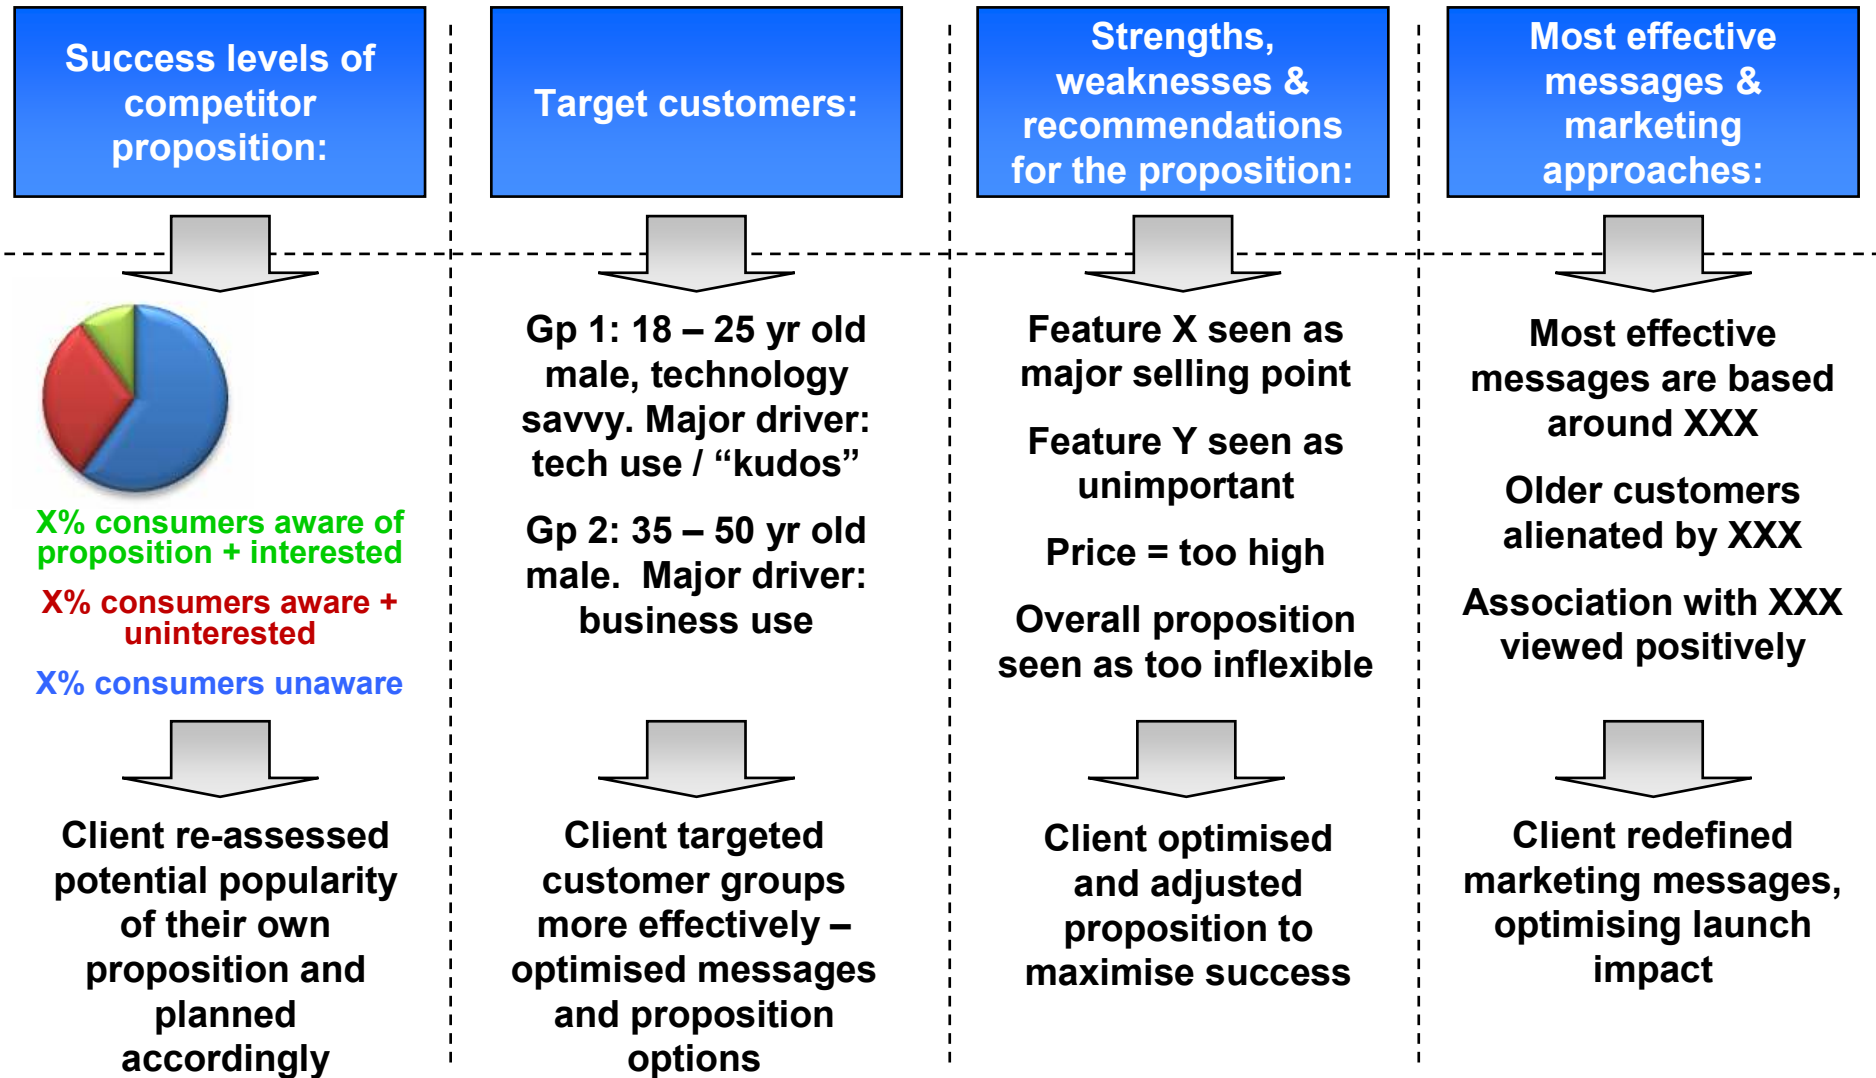 Success levels of
competitor
proposition:
Target customers:
Strengths,
weaknesses &
recommendations
for the proposition:
Most effective
messages &
marketing
approaches:
X% consumers aware of
proposition + interested
X% consumers aware +
uninterested
X% consumers unaware
Gp 1: 18 – 25 yr old
male, technology
savvy. Major driver:
tech use / “kudos”
Gp 2: 35 – 50 yr old
male.  Major driver:
business use
Feature X seen as
major selling point
Feature Y seen as
unimportant
Price = too high
Overall proposition
seen as too inflexible
Most effective
messages are based
around XXX
Older customers
alienated by XXX
Association with XXX
viewed positively
Client re-assessed
potential popularity
of their own
proposition and
planned
accordingly
Client targeted
customer groups
more effectively –
optimised messages
and proposition
options
Client optimised
and adjusted
proposition to
maximise success
Client redefined
marketing messages,
optimising launch
impact